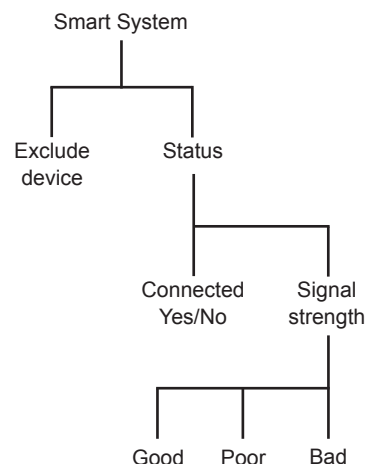 Smart System
Exclude
device
Status
Connected
Yes/No
Signal
strength
Good
Poor
Bad